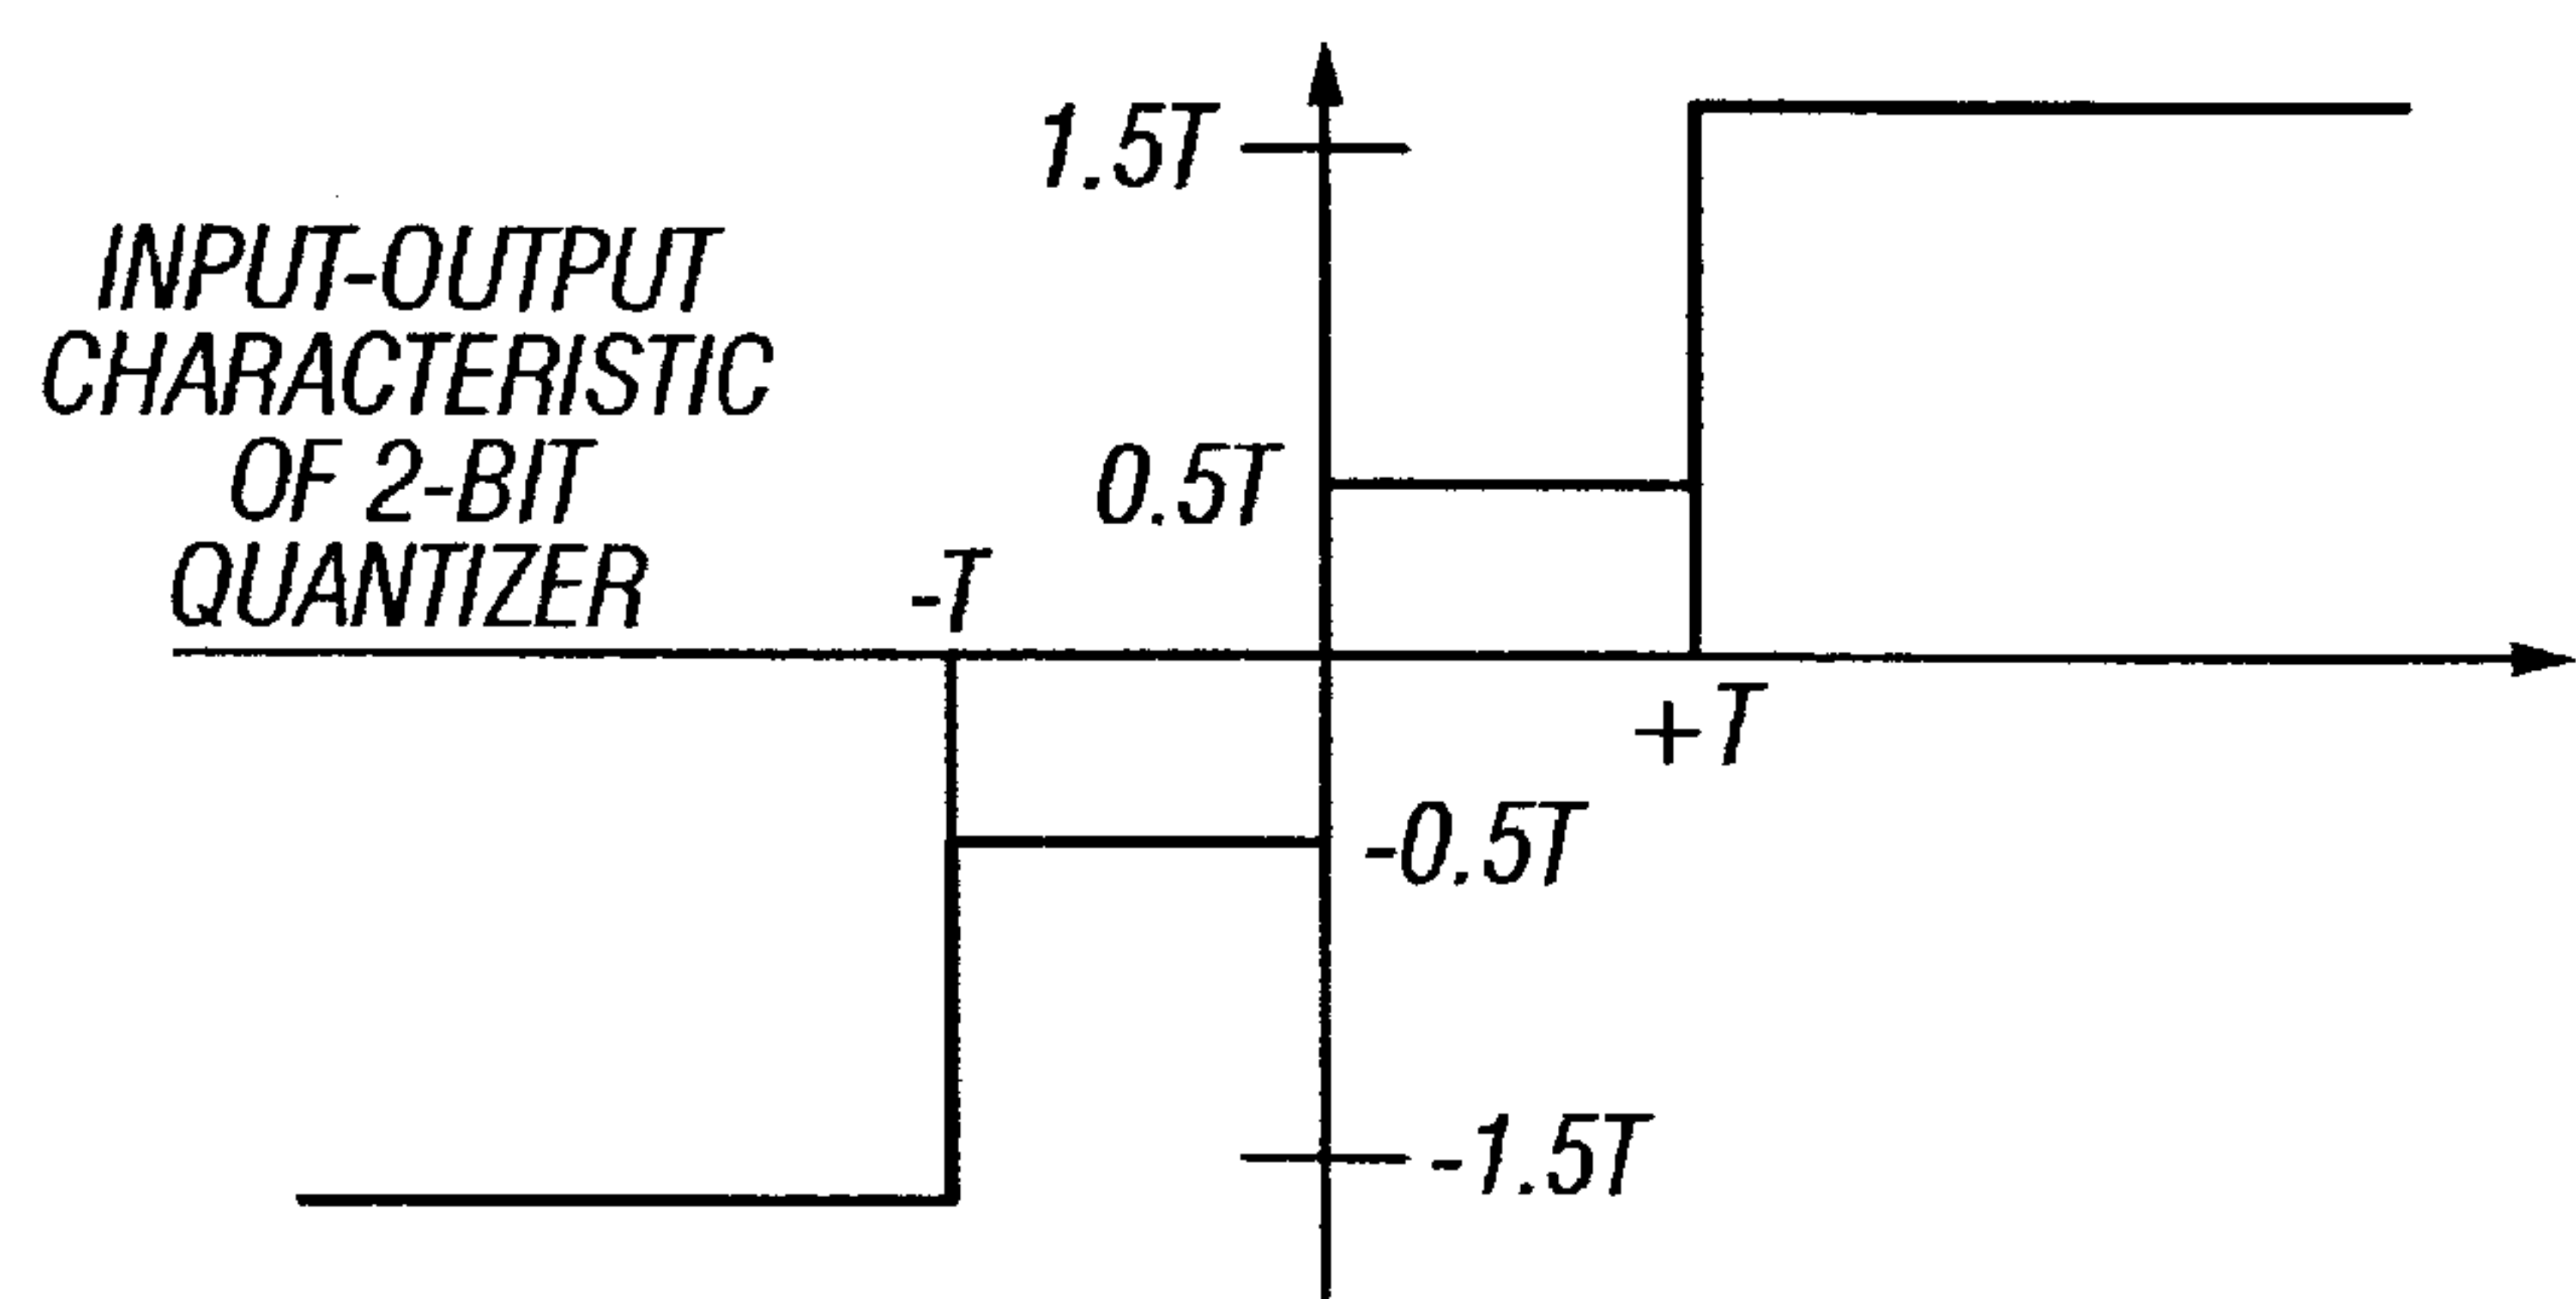 1.5T
INPUT-OUTPUT
CHARACTERISTIC
OF 2-BIT
QUANTIZER
0.5T
-T
+T
-0.5T
-1.5T